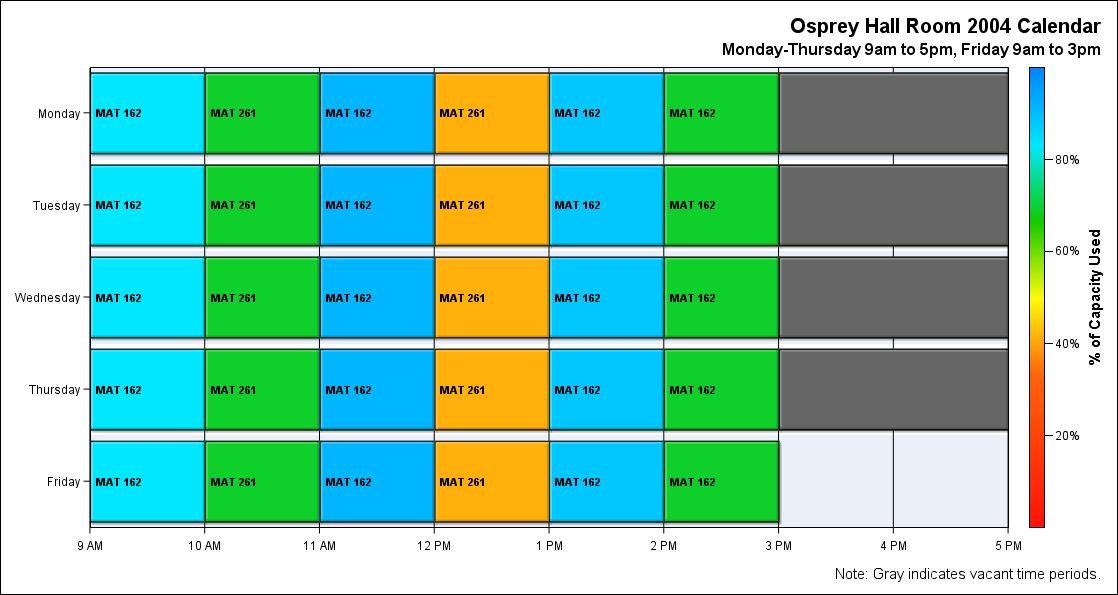 Osprey Hall Room 2004 Calendar
Monday-Thursday 9am to 5pm, Friday 9am to 3pm
Monday MAT 162 MAT 261 MAT 162 MAT 261 MAT 162 MAT 162
Tuesday MAT 162 MAT 261 MAT 162 MAT 261 MAT 162 MAT 162
Wednesday MAT 162 MAT 261 MAT 162 MAT 261 MAT 162 MAT 162
Thursday MAT 162 MAT 261 MAT 162 MAT 261 MAT 162 MAT 162
Friday MAT 162 MAT 261 MAT 162 MAT 261 MAT 162 MAT 162
9 AM 10 AM 11 AM 12 PM 1 PM 2 PM 3 PM 4 PM 5 PM
80%
60%
40%
20%
% of Capacity Used
Note: Gray indicates vacant time periods.